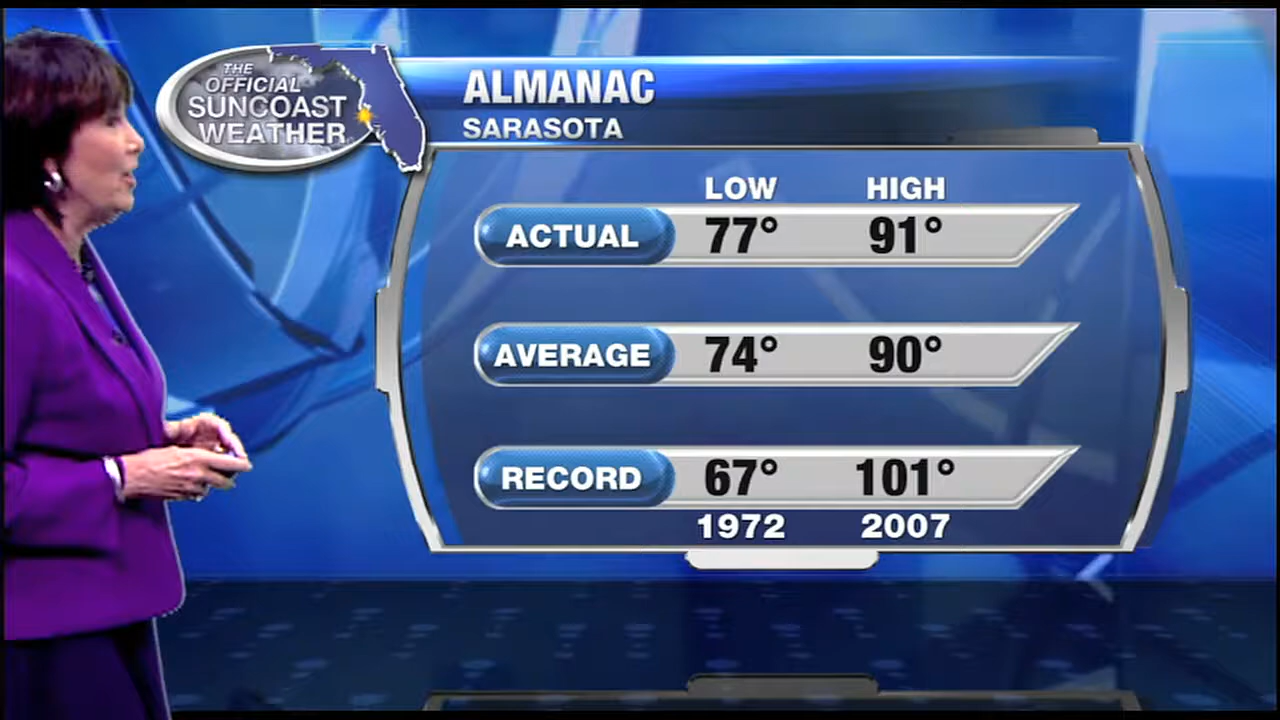 THE
OFFICIAL
SUNCOAST
WEATHER
ALMANAC
SARASOTA
LOW HIGH
ACTUAL 77° 91°
AVERAGE 74° 90°
RECORD 67° 101°
1972 2007